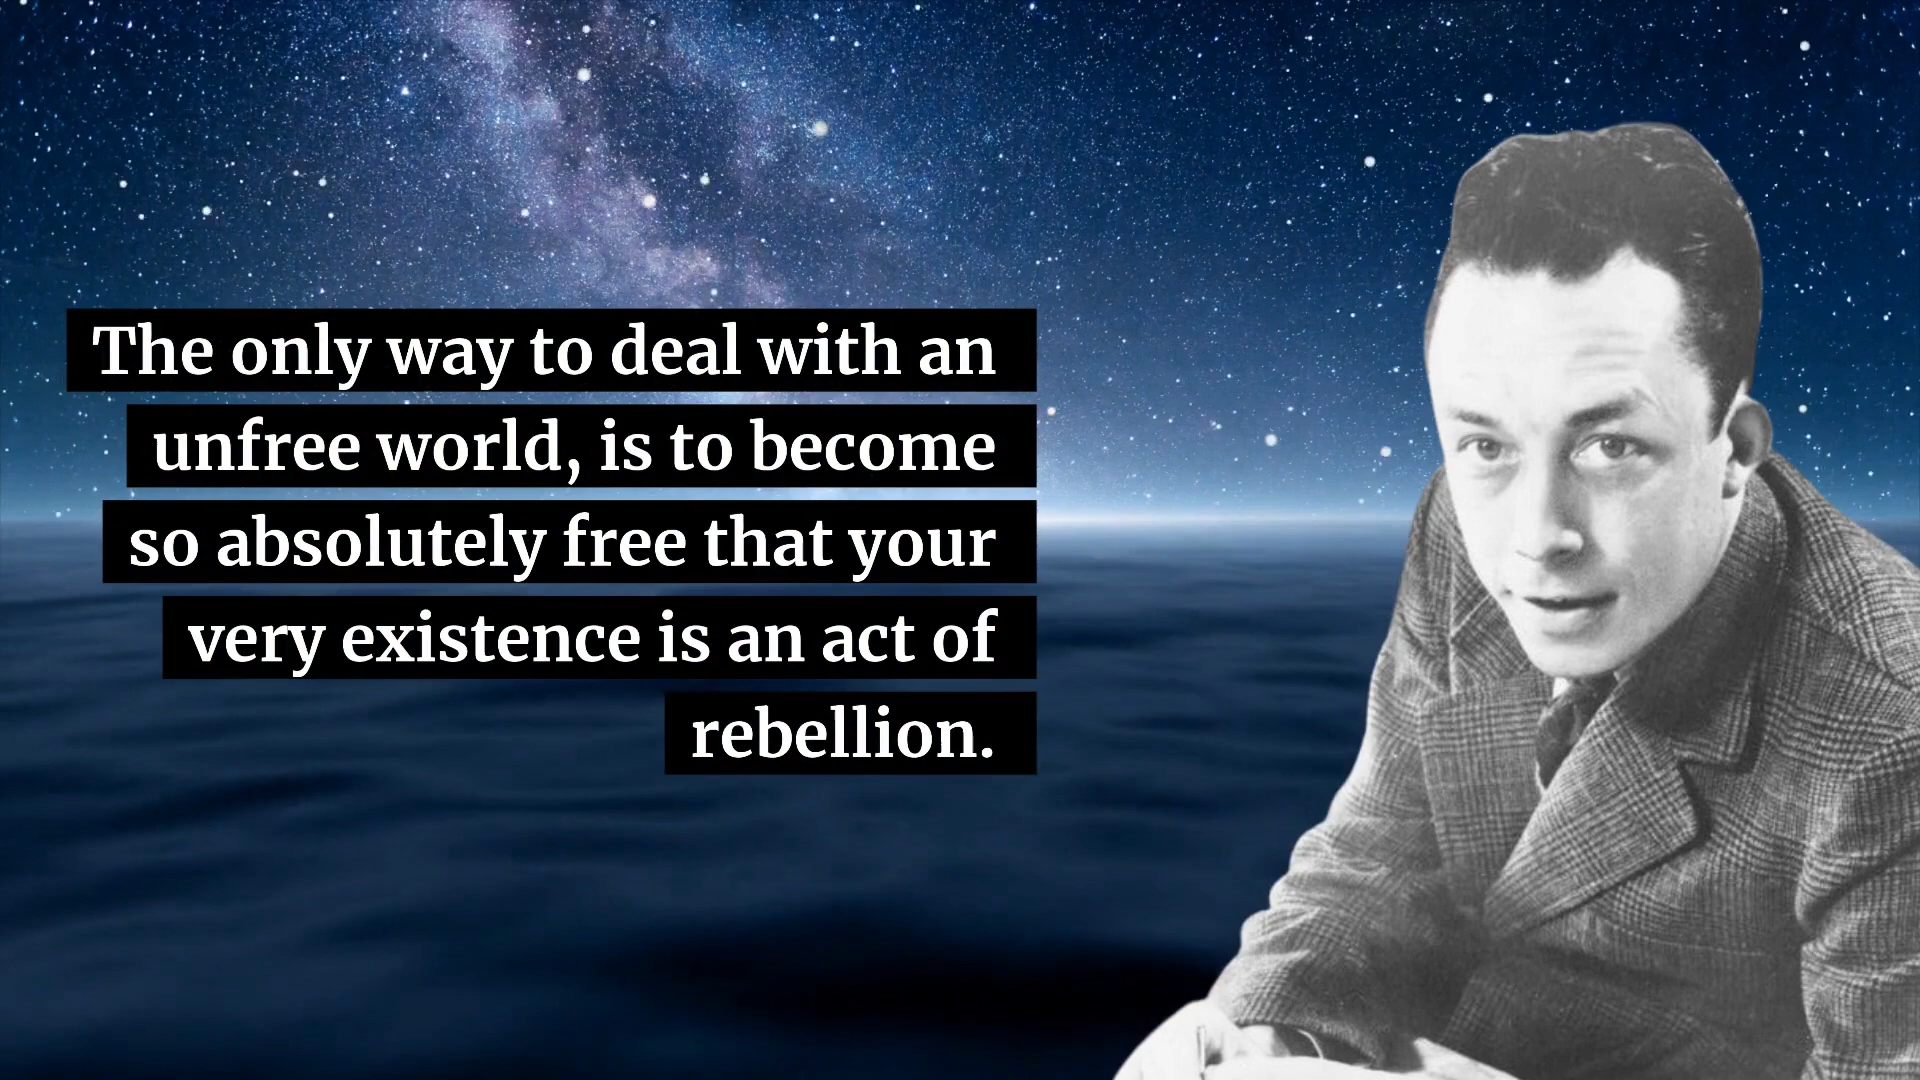 The only way to deal with an
unfree world, is to become
so absolutely free that your
very existence is an act of
rebellion.